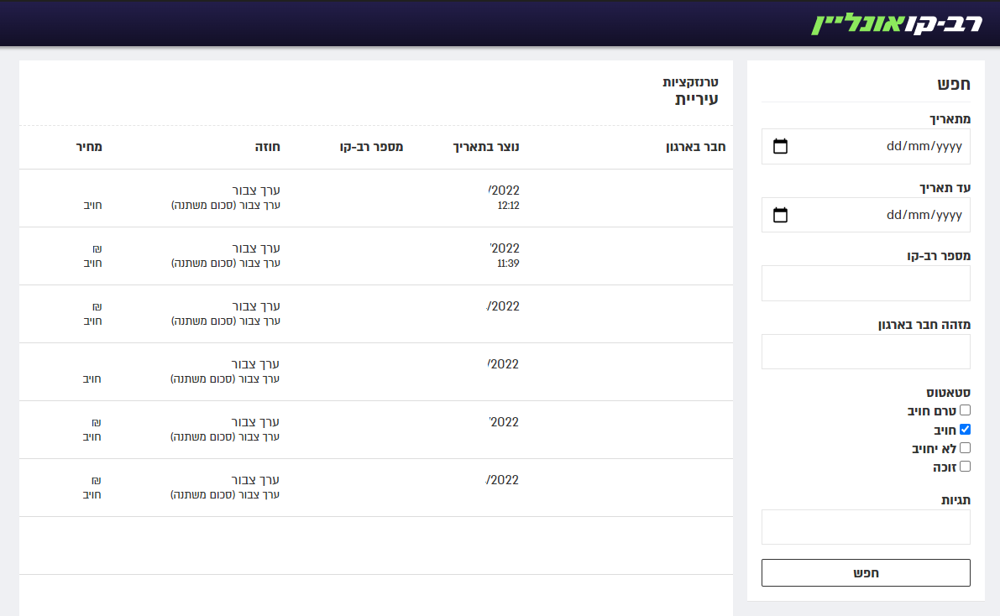 רב-קו אונליין
חפש
מתאריך
dd/mm/yyyy
עד תאריך
dd/mm/yyyy
מספר רב-קו
מזהה חבר בארגון
סטאטוס
טרם חויב
חויב
לא יחויב
זוכה
תגיות
חפש
טרנזקציות
עיריית
חבר בארגון נוצר בתאריך מספר רב-קו חוזה מחיר
/2022 ערך צבור
12:12 ערך צבור (סכום משתנה) חויב
/2022 ערך צבור ₪
11:39 ערך צבור (סכום משתנה) חויב
/2022 ערך צבור ₪
ערך צבור (סכום משתנה) חויב
/2022 ערך צבור
ערך צבור (סכום משתנה) חויב
/2022 ערך צבור ₪
ערך צבור (סכום משתנה) חויב
/2022 ערך צבור ₪
ערך צבור (סכום משתנה) חויב